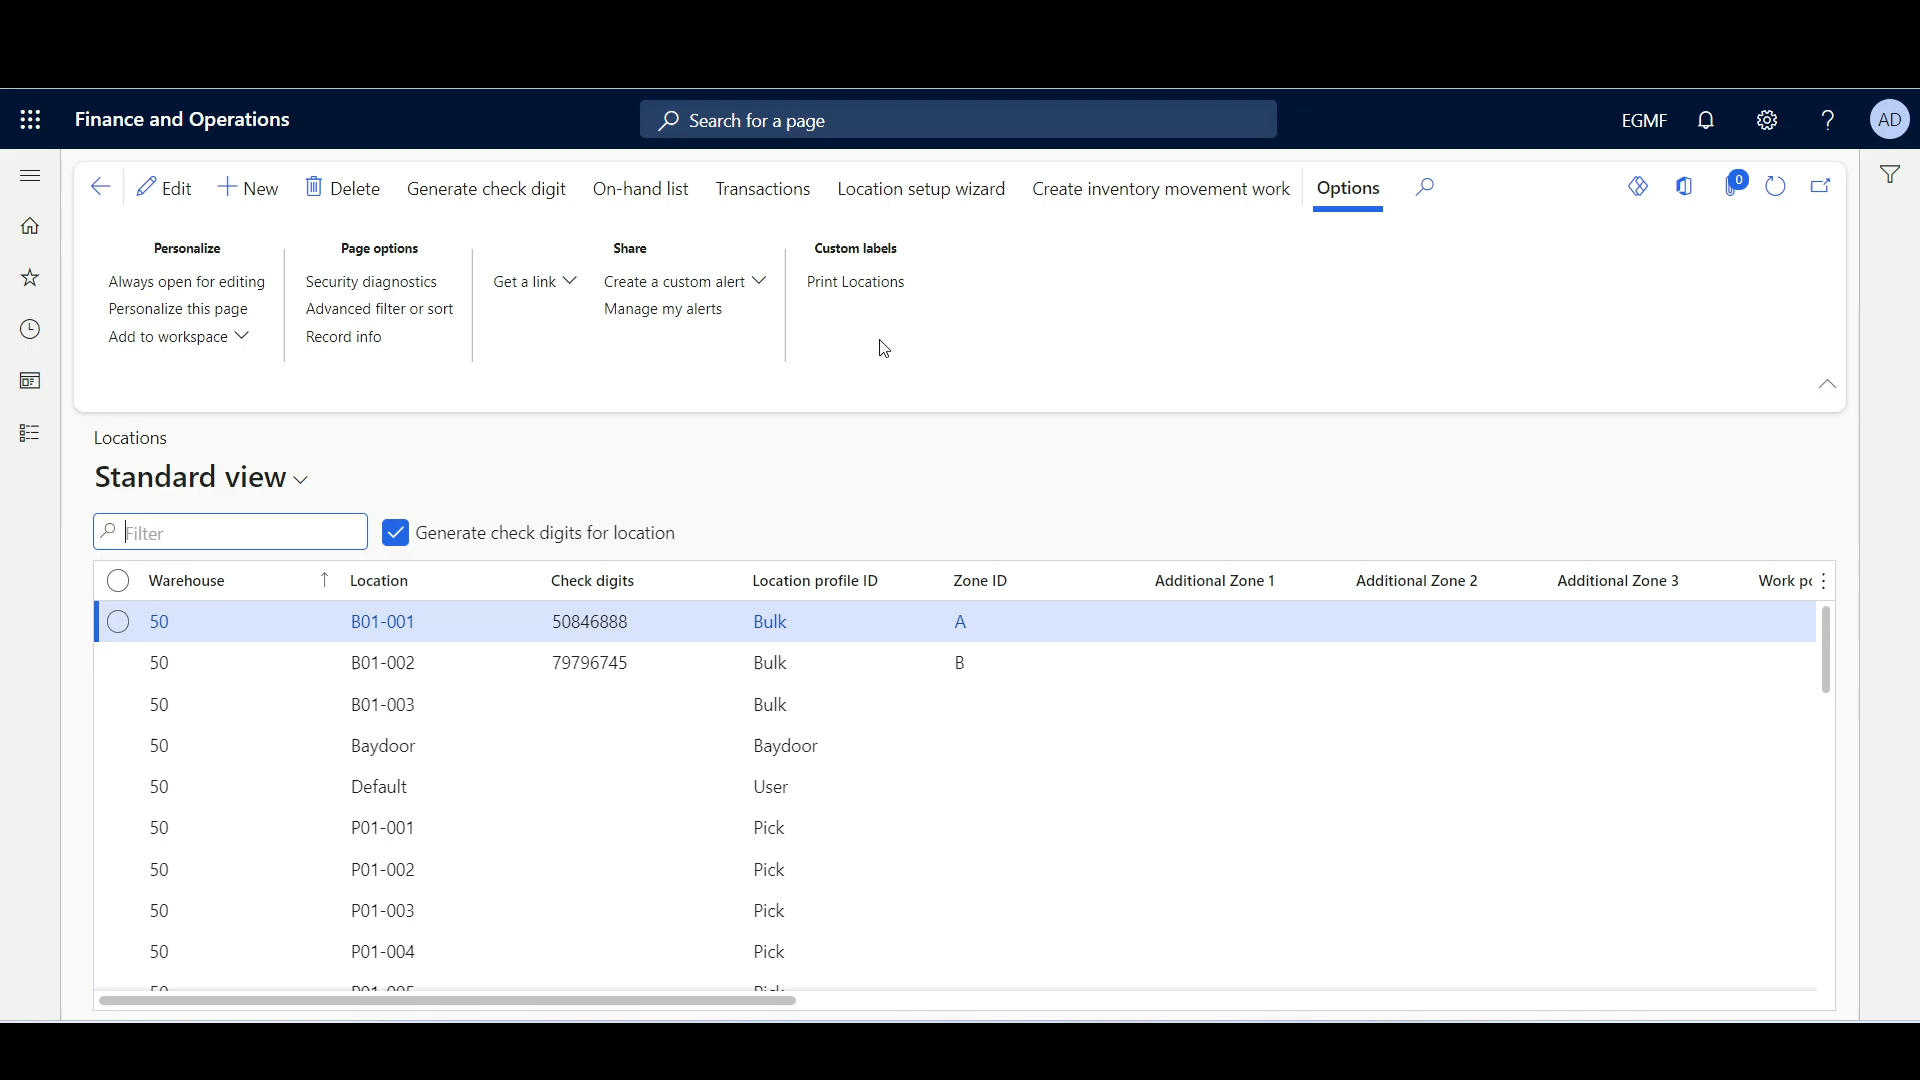 Finance and Operations
Search for a page
EGMF
?
AD
Edit
New
Delete
Generate check digit
On-hand list
Transactions
Location setup wizard
Create inventory movement work
Options
0
Personalize
Always open for editing
Personalize this page
Add to workspace
Page options
Security diagnostics
Advanced filter or sort
Record info
Share
Get a link
Create a custom alert
Manage my alerts
Custom labels
Print Locations
Locations
Standard view
Filter
Generate check digits for location
Warehouse Location Check digits Location profile ID Zone ID Additional Zone 1 Additional Zone 2 Additional Zone 3 Work
50 B01-001 50846888 Bulk A
50 B01-002 79796745 Bulk B
50 B01-003 Bulk
50 Baydoor Baydoor
50 Default User
50 P01-001 Pick
50 P01-002 Pick
50 P01-003 Pick
50 P01-004 Pick
50 P01-005 Pick